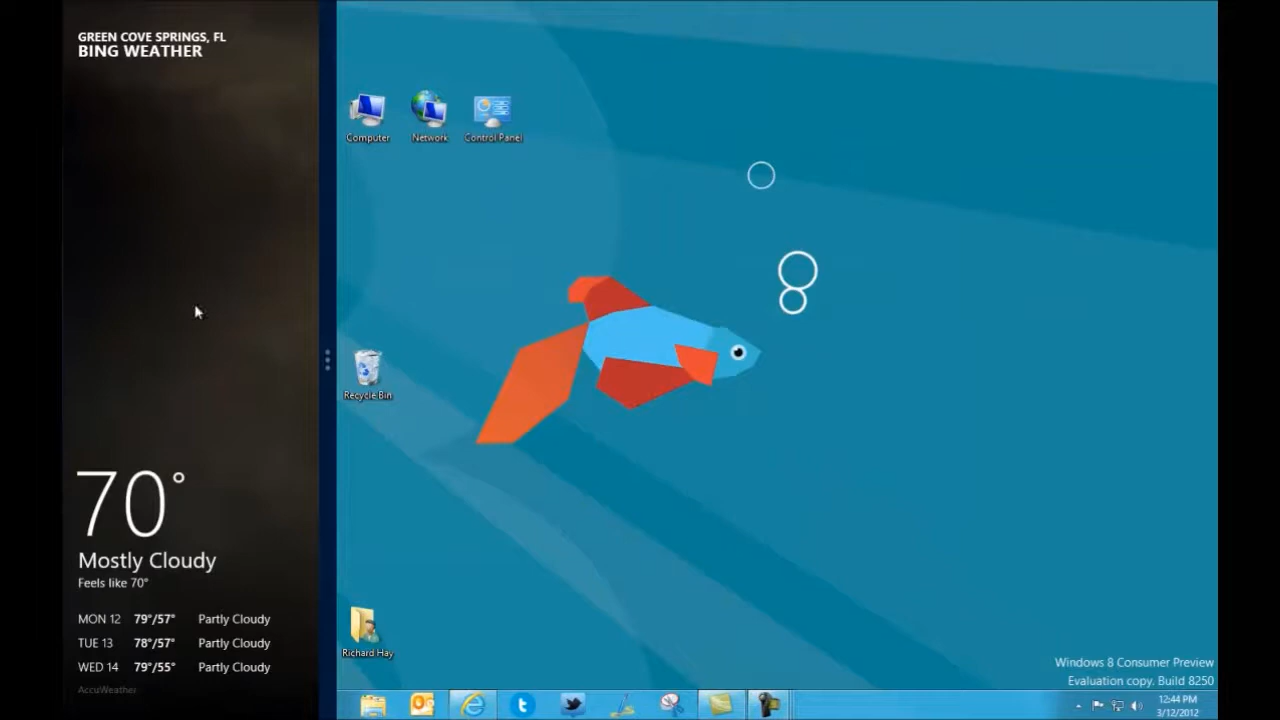 GREEN COVE SPRINGS, FL
BING WEATHER
70°
Mostly Cloudy
Feels like 70°
MON 12 79°/57° Partly Cloudy
TUE 13 78°/57° Partly Cloudy
WED 14 79°/55° Partly Cloudy
AccuWeather
Computer
Network
Control Panel
Recycle Bin
Richard Hay
Windows 8 Consumer Preview
Evaluation copy. Build 8250
12:44 PM
3/12/2012